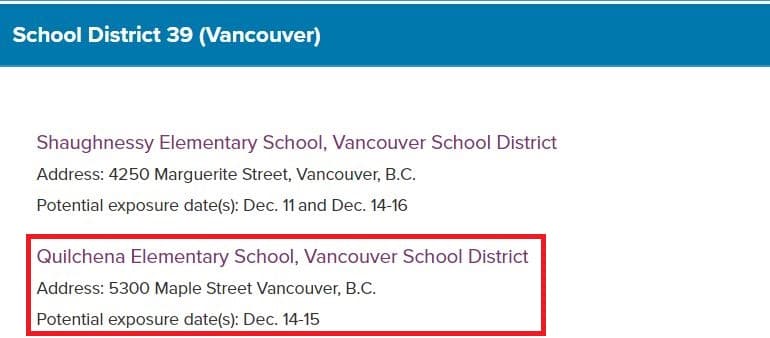 School District 39 (Vancouver)
Shaughnessy Elementary School, Vancouver School District
Address: 4250 Marguerite Street, Vancouver, B.C.
Potential exposure date(s): Dec. 11 and Dec. 14-16
Quilchena Elementary School, Vancouver School District
Address: 5300 Maple Street Vancouver, B.C.
Potential exposure date(s): Dec. 14-15